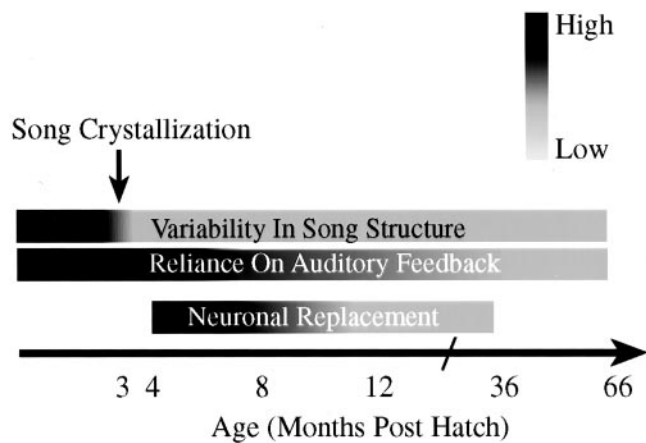 High
Song Crystallization
Low
Variability In Song Structure
Reliance On Auditory Feedback
Neuronal Replacement
3 4 8 12 36 66
Age (Months Post Hatch)